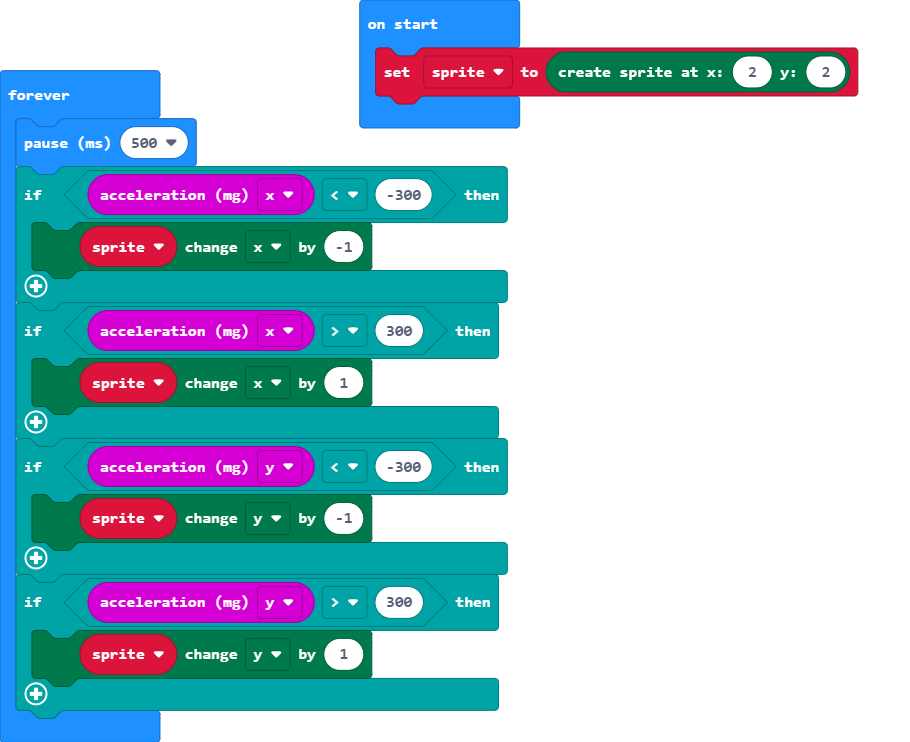 on start
set sprite to create sprite at x: 2 y: 2
forever
pause (ms) 500
if acceleration (mg) x < -300 then
sprite change x by -1
if acceleration (mg) x > 300 then
sprite change x by 1
if acceleration (mg) y < -300 then
sprite change y by -1
if acceleration (mg) y > 300 then
sprite change y by 1